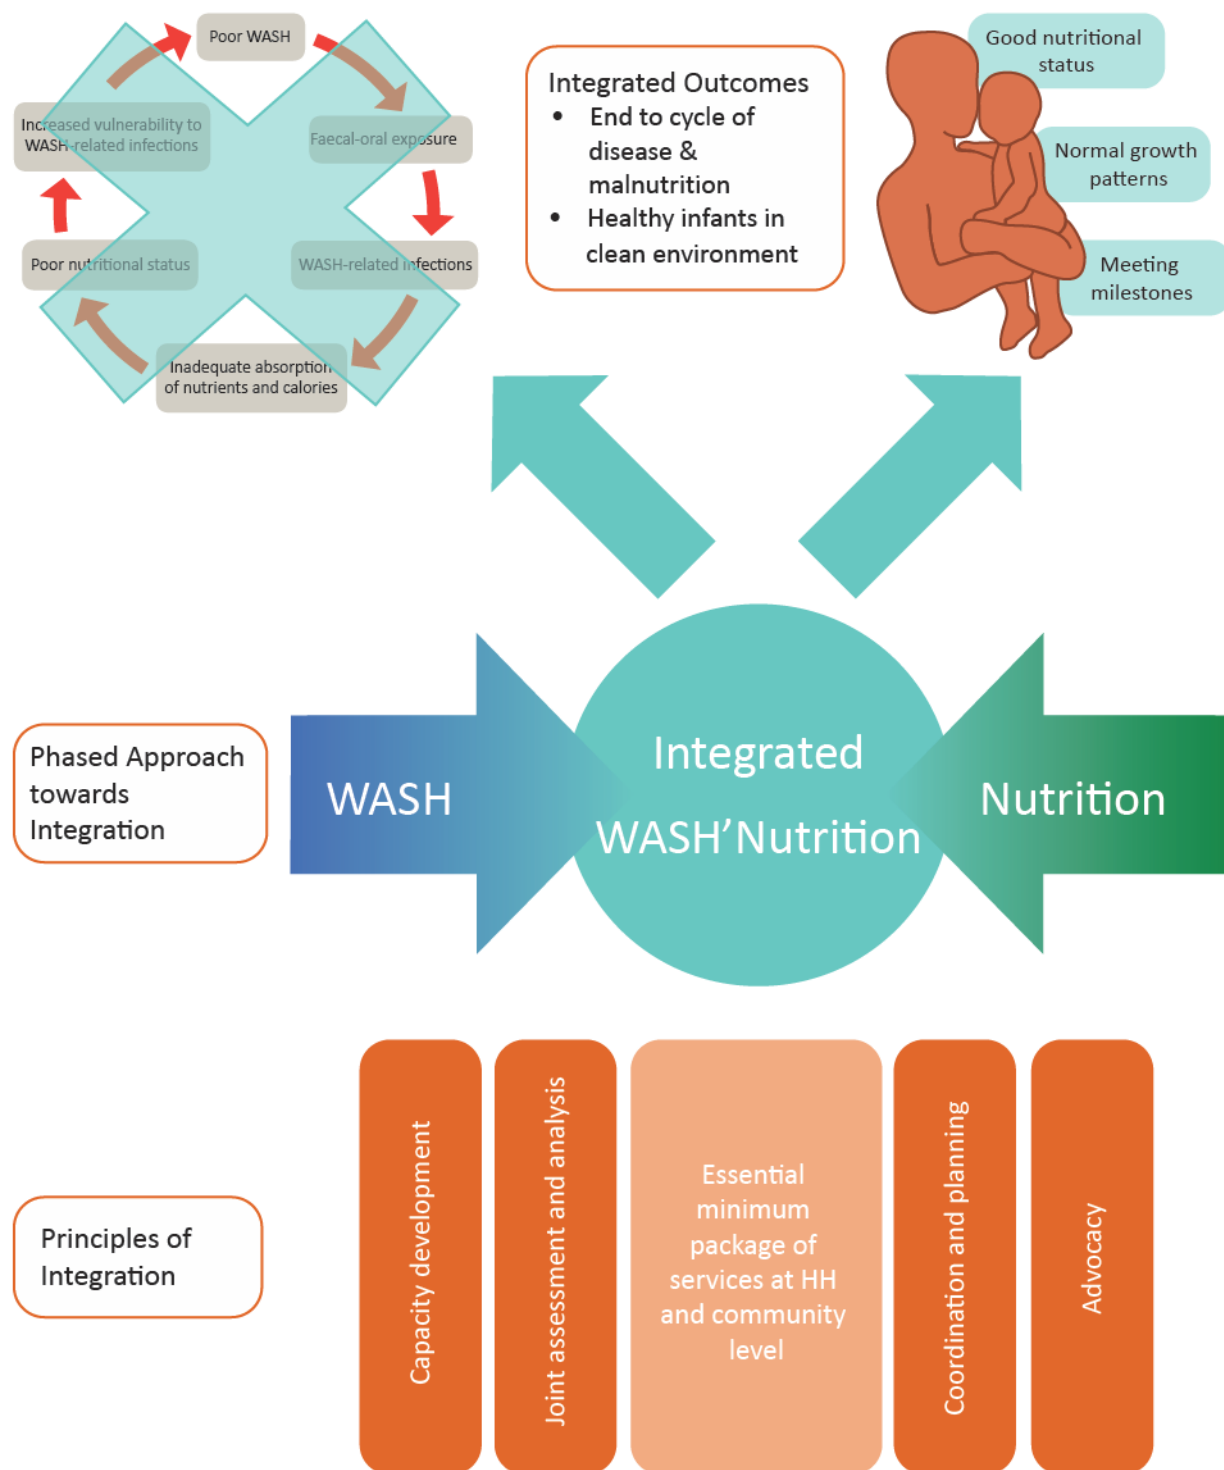 Poor WASH
Faecal-oral exposure
WASH-related infections
Inadequate absorption
of nutrients and calories
Poor nutritional status
Increased vulnerability to
WASH-related infections
Integrated Outcomes
• End to cycle of
disease &
malnutrition
• Healthy infants in
clean environment
Good nutritional
status
Normal growth
patterns
Meeting
milestones
Phased Approach
towards
Integration
WASH
Integrated
WASH'Nutrition
Nutrition
Principles of
Integration
Capacity development
Joint assessment and analysis
Essential
minimum
package of
services at HH
and community
level
Coordination and planning
Advocacy